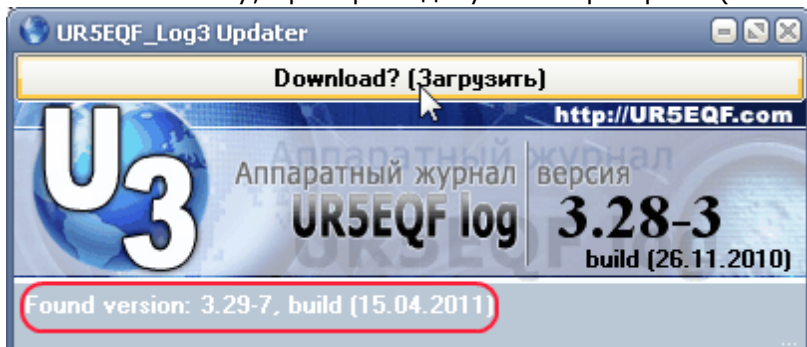 UR5EQF_Log3 Updater
Download? (Загрузить)
http://UR5EQF.com
U3
Аппаратный журнал версия
UR5EQF log 3.28-3
build (26.11.2010)
Found version: 3.29-7, build (15.04.2011)